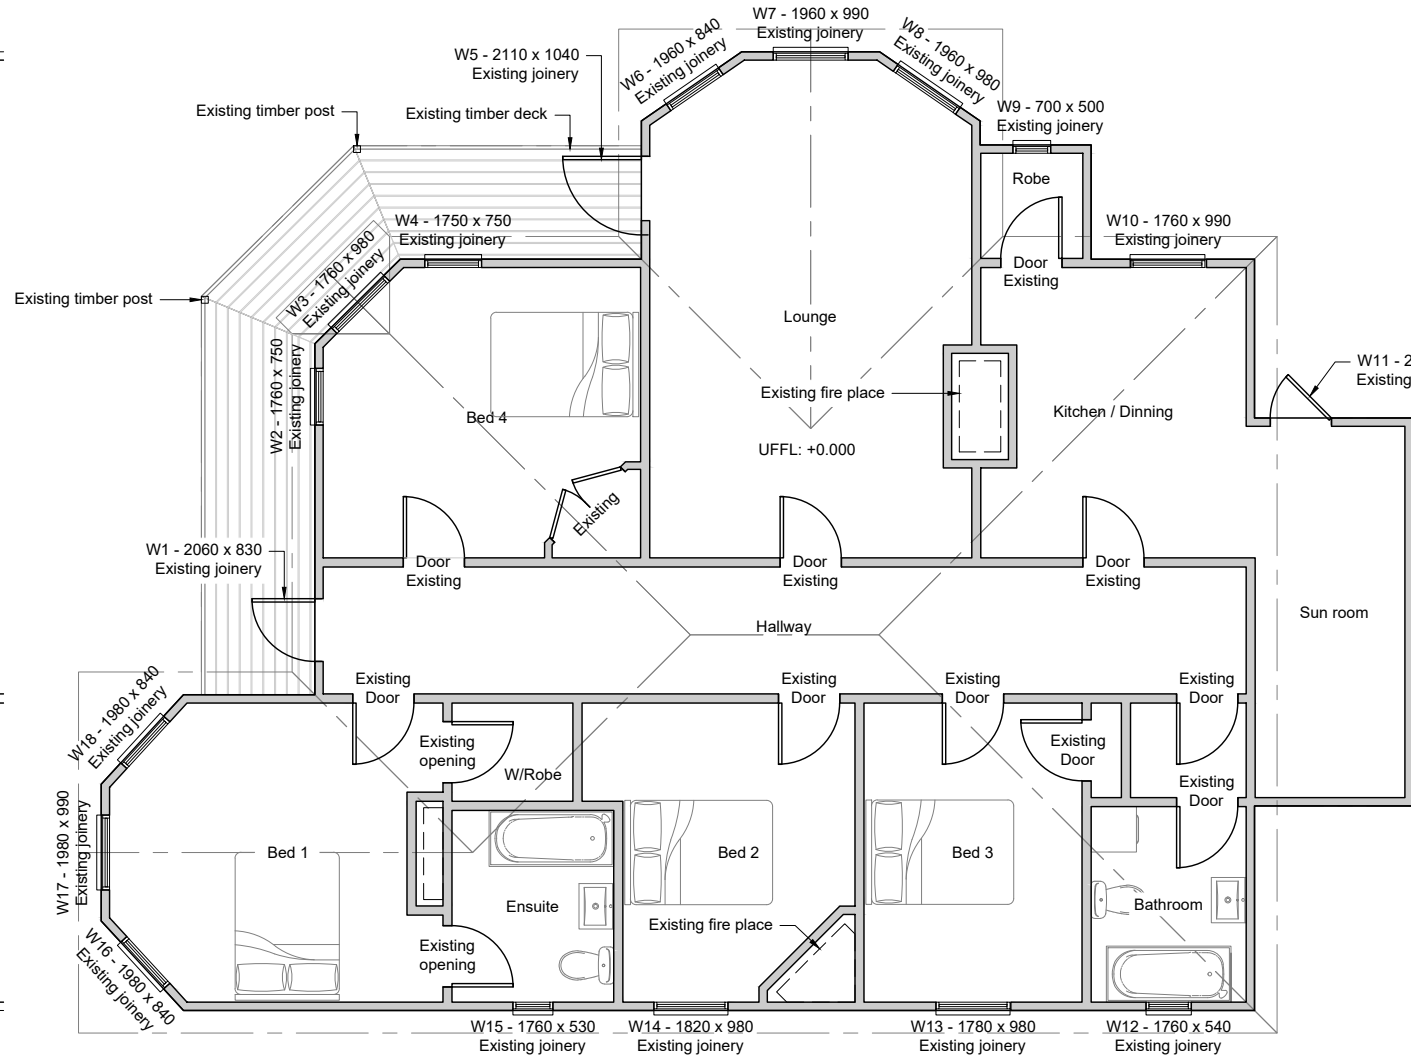 W7 - 1960 x 990
Existing joinery
W6 - 1960 x 840
Existing joinery
W8 - 1960 x 980
Existing joinery
W5 - 2110 x 1040
Existing joinery
Existing timber post
Existing timber deck
W9 - 700 x 500
Existing joinery
Robe
W4 - 1750 x 750
Existing joinery
W10 - 1760 x 990
Existing joinery
W3 - 1760 x 980
Existing joinery
Door
Existing
Existing timber post
Lounge
W2 - 1760 x 750
Existing joinery
W11 - 2
Existing
Existing fire place
Bed 4
Kitchen / Dinning
UFFL: +0.000
Existing
W1 - 2060 x 830
Existing joinery
Door
Existing
Door
Existing
Door
Existing
Hallway
Sun room
Existing
Door
Existing
Door
Existing
Door
Existing
Door
W18 - 1980 x 840
Existing joinery
Existing
opening
W/Robe
Existing
Door
Existing
Door
W17 - 1980 x 990
Existing joinery
Bed 1
Bed 2
Bed 3
Ensuite
Bathroom
Existing fire place
Existing
opening
W16 - 1980 x 840
Existing joinery
W15 - 1760 x 530
Existing joinery
W14 - 1820 x 980
Existing joinery
W13 - 1780 x 980
Existing joinery
W12 - 1760 x 540
Existing joinery